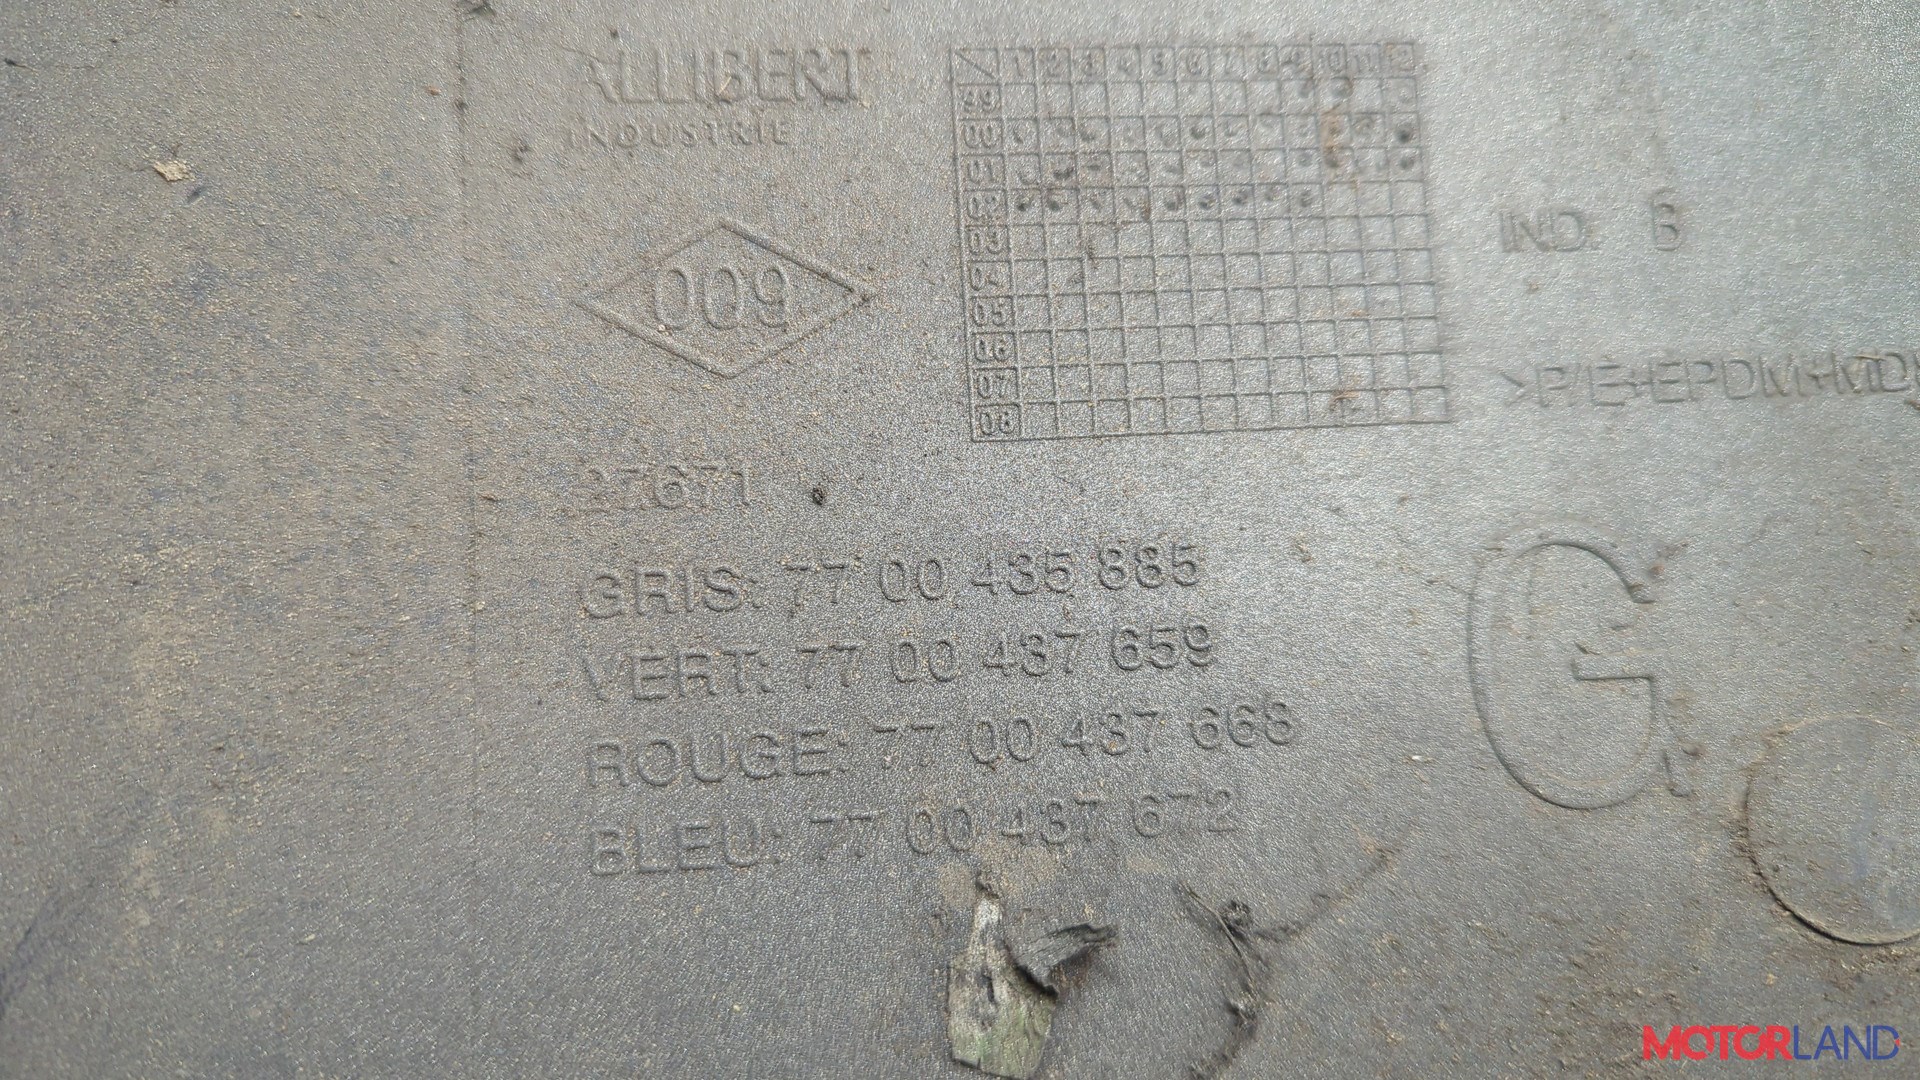 ALLIBERT
INDUSTRIE
009
1 2 3 4 5 6 7 8 9 10 11 12
99
00
01
02
03
04
05
06
07
08
IND. B
>P/E+EPDM+MD
27671
GRIS: 77 00 435 885
VERT: 77 00 437 659
ROUGE: 77 00 437 668
BLEU: 77 00 437 672
G
MOTORLAND